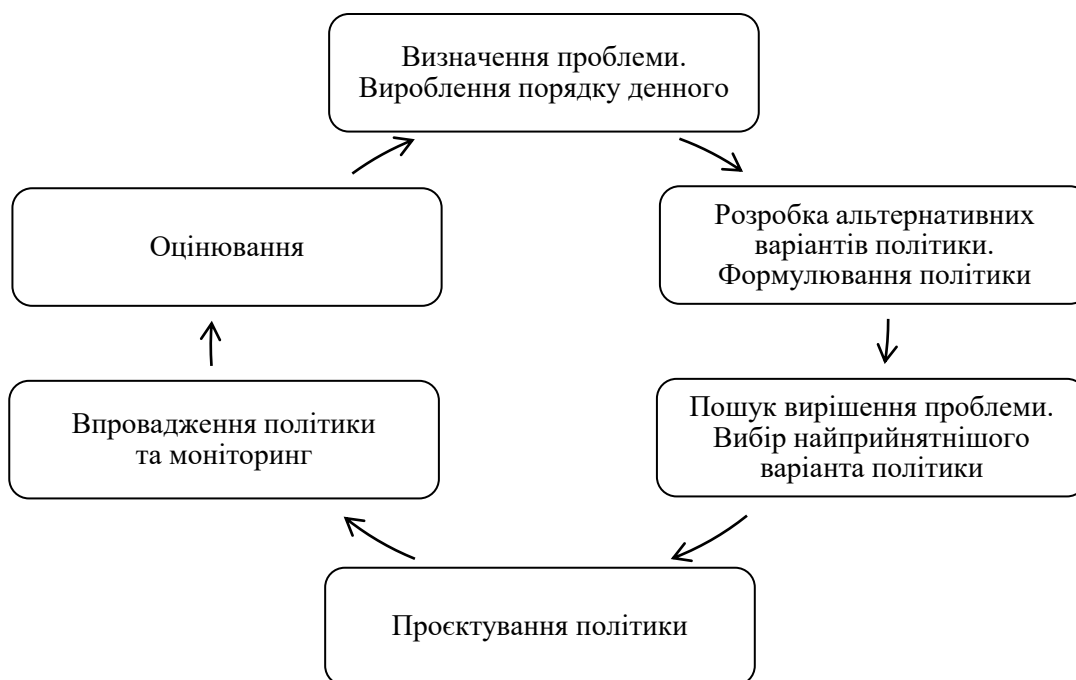 Визначення проблеми.
Вироблення порядку денного
Розробка альтернативних
варіантів політики.
Формулювання політики
Пошук вирішення проблеми.
Вибір найприйнятнішого
варіанта політики
Проєктування політики
Впровадження політики
та моніторинг
Оцінювання